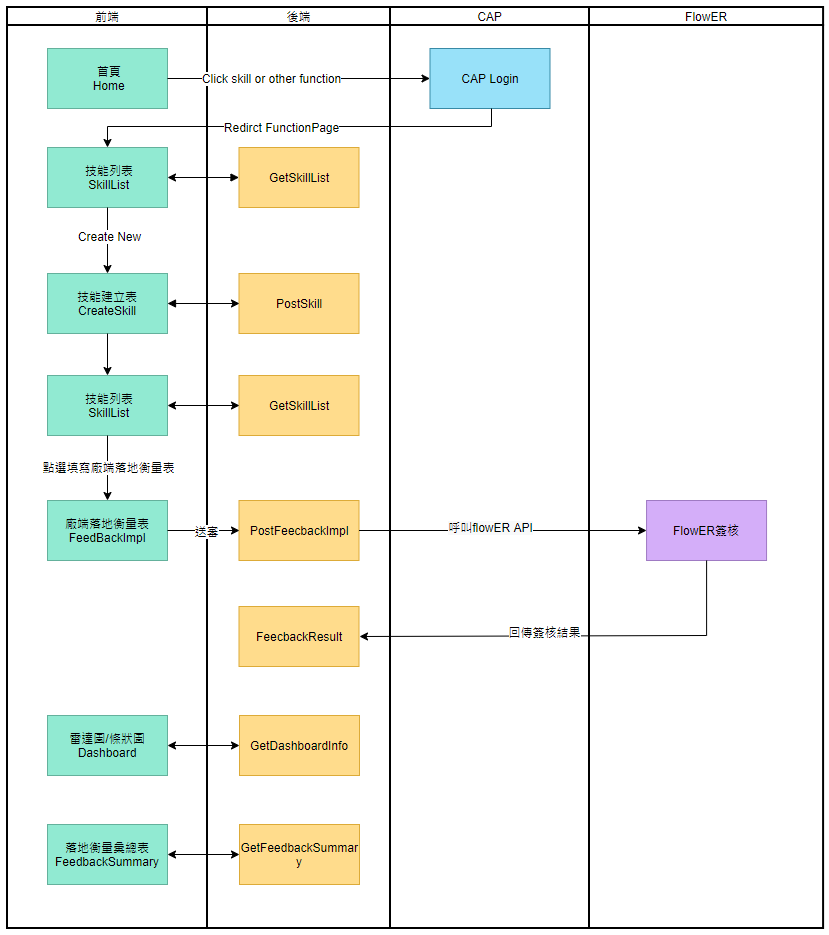 前端
後端
CAP
FlowER
首頁
Home
Click skill or other function
CAP Login
Redirct FunctionPage
技能列表
SkillList
GetSkillList
Create New
技能建立表
CreateSkill
PostSkill
技能列表
SkillList
GetSkillList
點選填寫廠端落地衡量表
廠端落地衡量表
FeedBackImpl
送審
PostFeecbackImpl
呼叫flowER API
FlowER簽核
FeecbackResult
回傳簽核結果
雷達圖/條狀圖
Dashboard
GetDashboardInfo
落地衡量彙總表
FeedbackSummary
GetFeedbackSummar
y